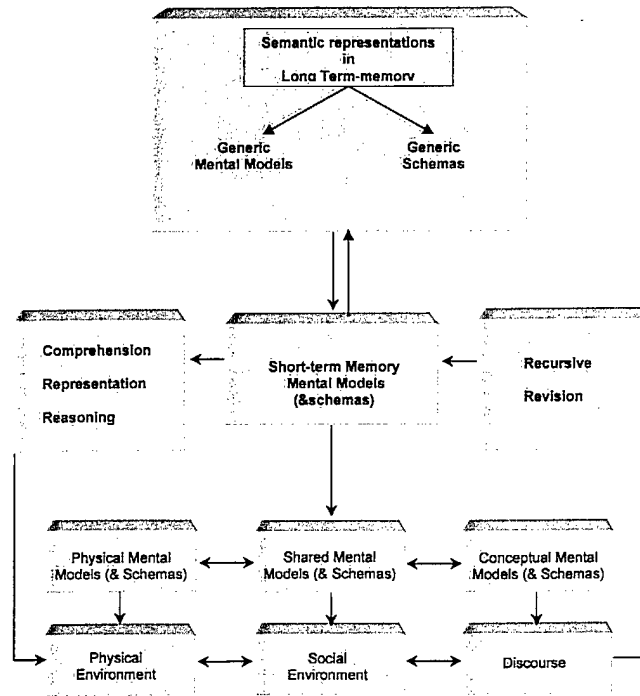 Semantic representations
in
Long Term-memory
Generic
Mental Models
Generic
Schemas
Comprehension
Representation
Reasoning
Short-term Memory
Mental Models
(&schemas)
Recursive
Revision
Physical Mental
Models (& Schemas)
Shared Mental
Models (& Schemas)
Conceptual Mental
Models (& Schemas)
Physical
Environment
Social
Environment
Discourse